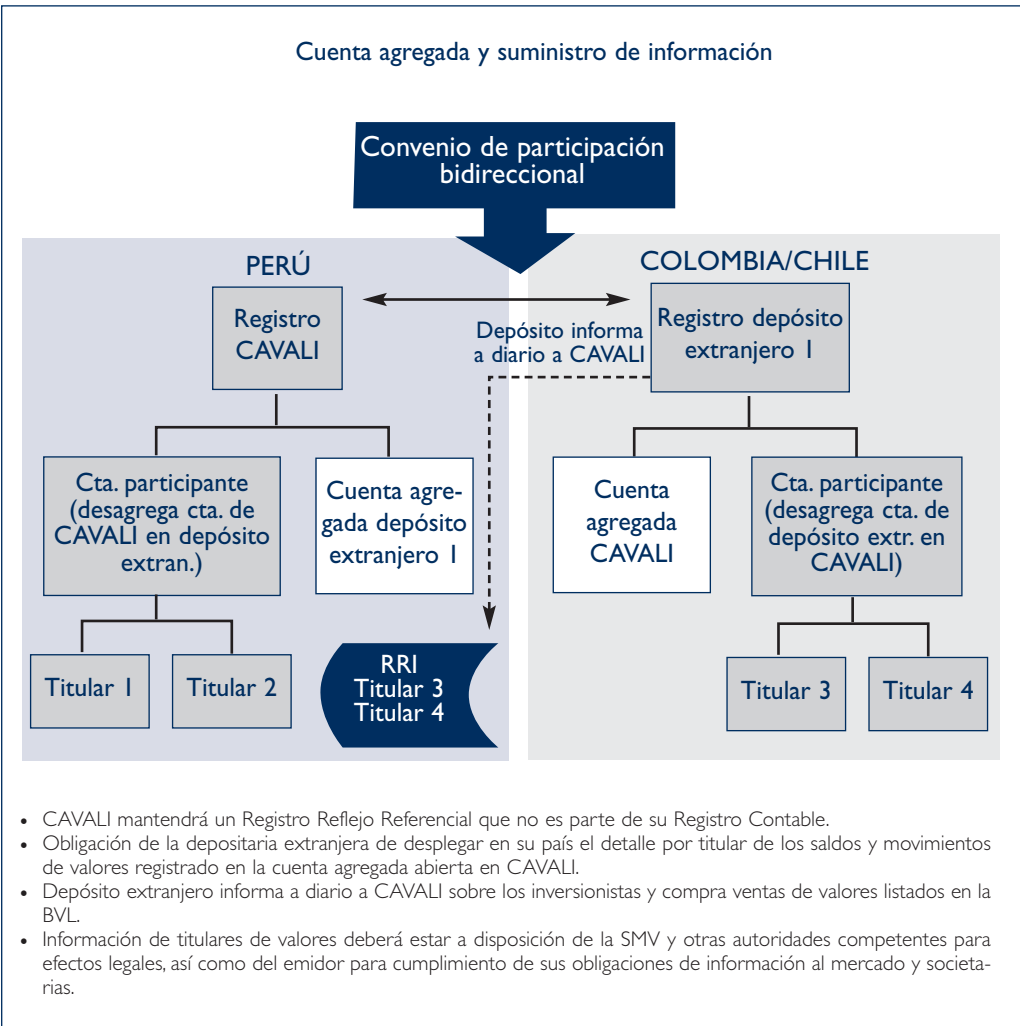 Cuenta agregada y suministro de información
Convenio de participación
bidireccional
PERÚ
COLOMBIA/CHILE
Registro
CAVALI
Depósito informa
a diario a CAVALI
Registro depósito
extranjero 1
Cta. participante
(desagrega cta. de
CAVALI en depósito
extran.)
Cuenta agre-
gada depósito
extranjero 1
Cuenta
agregada
CAVALI
Cta. participante
(desagrega cta. de
depósito extr. en
CAVALI)
Titular 1
Titular 2
RRI
Titular 3
Titular 4
Titular 3
Titular 4
• CAVALI mantendrá un Registro Reflejo Referencial que no es parte de su Registro Contable.
• Obligación de la depositaria extranjera de desplegar en su país el detalle por titular de los saldos y movimientos
de valores registrado en la cuenta agregada abierta en CAVALI.
• Depósito extranjero informa a diario a CAVALI sobre los inversionistas y compra ventas de valores listados en la
BVL.
• Información de titulares de valores deberá estar a disposición de la SMV y otras autoridades competentes para
efectos legales, así como del emidor para cumplimiento de sus obligaciones de información al mercado y societa-
rias.